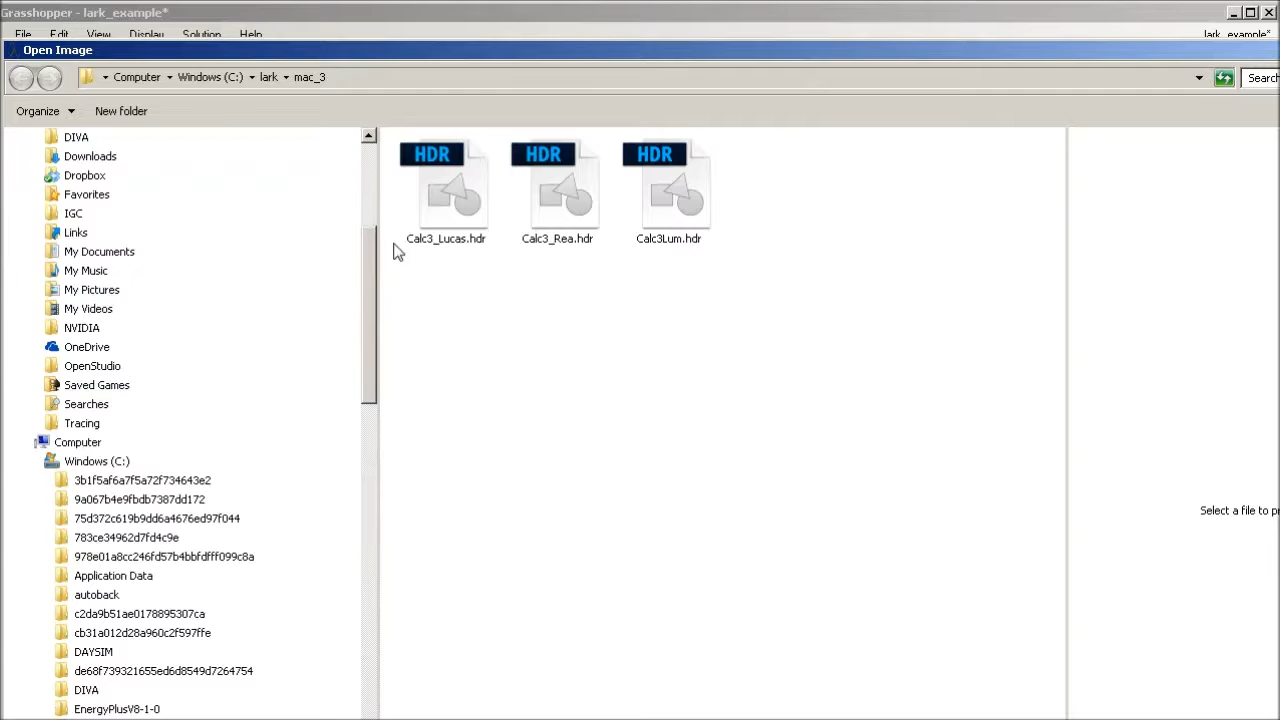 Grasshopper - lark_example*
File Edit View Display Solution Help lark_example*
Open Image
Computer Windows (C:) lark mac_3 Search
Organize New folder
DIVA
Downloads
Dropbox
Favorites
IGC
Links
My Documents
My Music
My Pictures
My Videos
NVIDIA
OneDrive
OpenStudio
Saved Games
Searches
Tracing
Computer
Windows (C:)
3b1f5af6a7f5a72f734643e2
9a067b4e9fbdb7387dd172
75d372c619b9dd6a4676ed97f044
783ce34962d7fd4c9e
978e01a8cc246fd57b4bbfdfff099c8a
Application Data
autoback
c2da9b51ae0178895307ca
cb31a012d28a960c2f597ffe
DAYSIM
de68f739321655ed6d8549d7264754
DIVA
EnergyPlusV8-1-0
HDR HDR HDR
Calc3_Lucas.hdr Calc3_Rea.hdr Calc3Lum.hdr
Select a file to pr